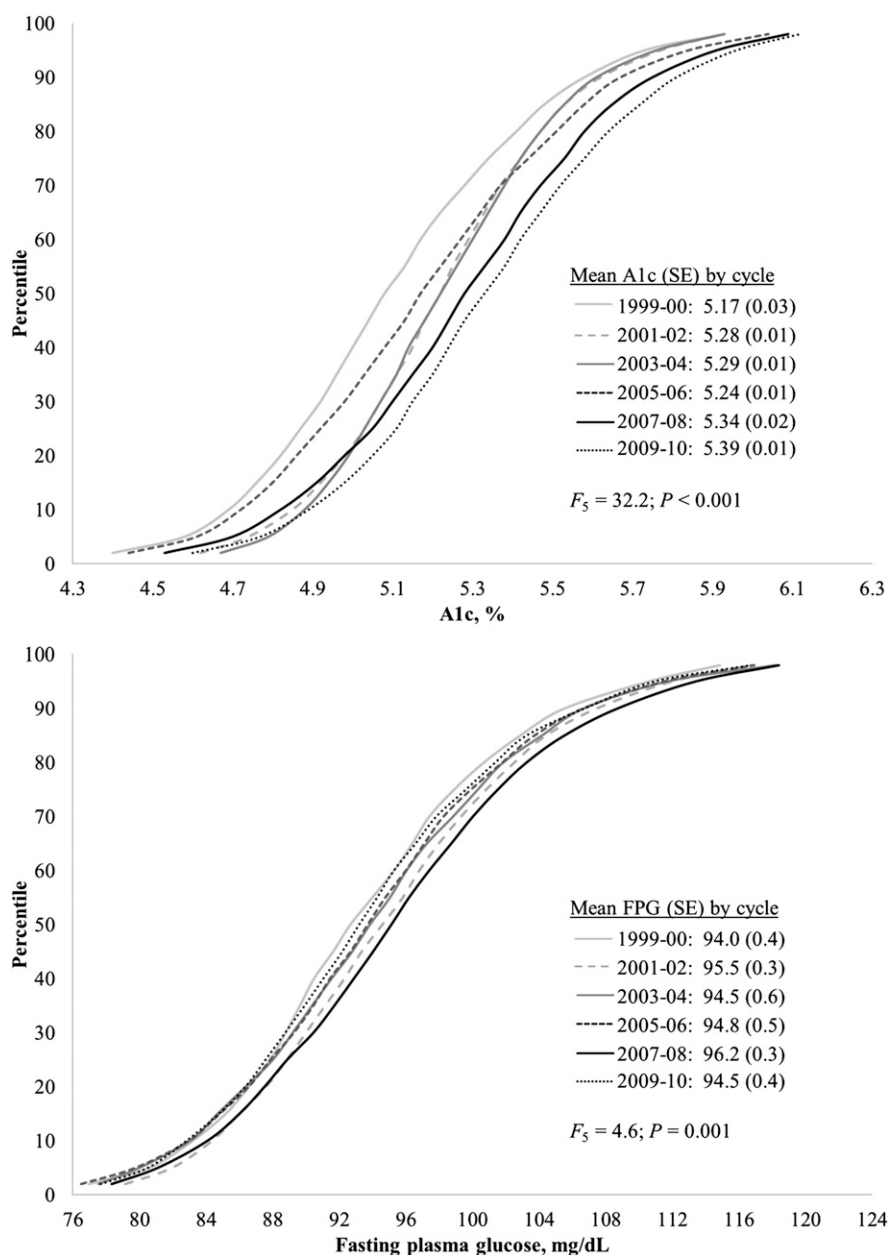 100
90
80
70
60
50
40
30
20
10
0
Percentile
4.3 4.5 4.7 4.9 5.1 5.3 5.5 5.7 5.9 6.1 6.3
A1c, %
Mean A1c (SE) by cycle
1999-00: 5.17 (0.03)
2001-02: 5.28 (0.01)
2003-04: 5.29 (0.01)
2005-06: 5.24 (0.01)
2007-08: 5.34 (0.02)
2009-10: 5.39 (0.01)
F5 = 32.2; P < 0.001
100
90
80
70
60
50
40
30
20
10
0
Percentile
76 80 84 88 92 96 100 104 108 112 116 120 124
Fasting plasma glucose, mg/dL
Mean FPG (SE) by cycle
1999-00: 94.0 (0.4)
2001-02: 95.5 (0.3)
2003-04: 94.5 (0.6)
2005-06: 94.8 (0.5)
2007-08: 96.2 (0.3)
2009-10: 94.5 (0.4)
F5 = 4.6; P = 0.001